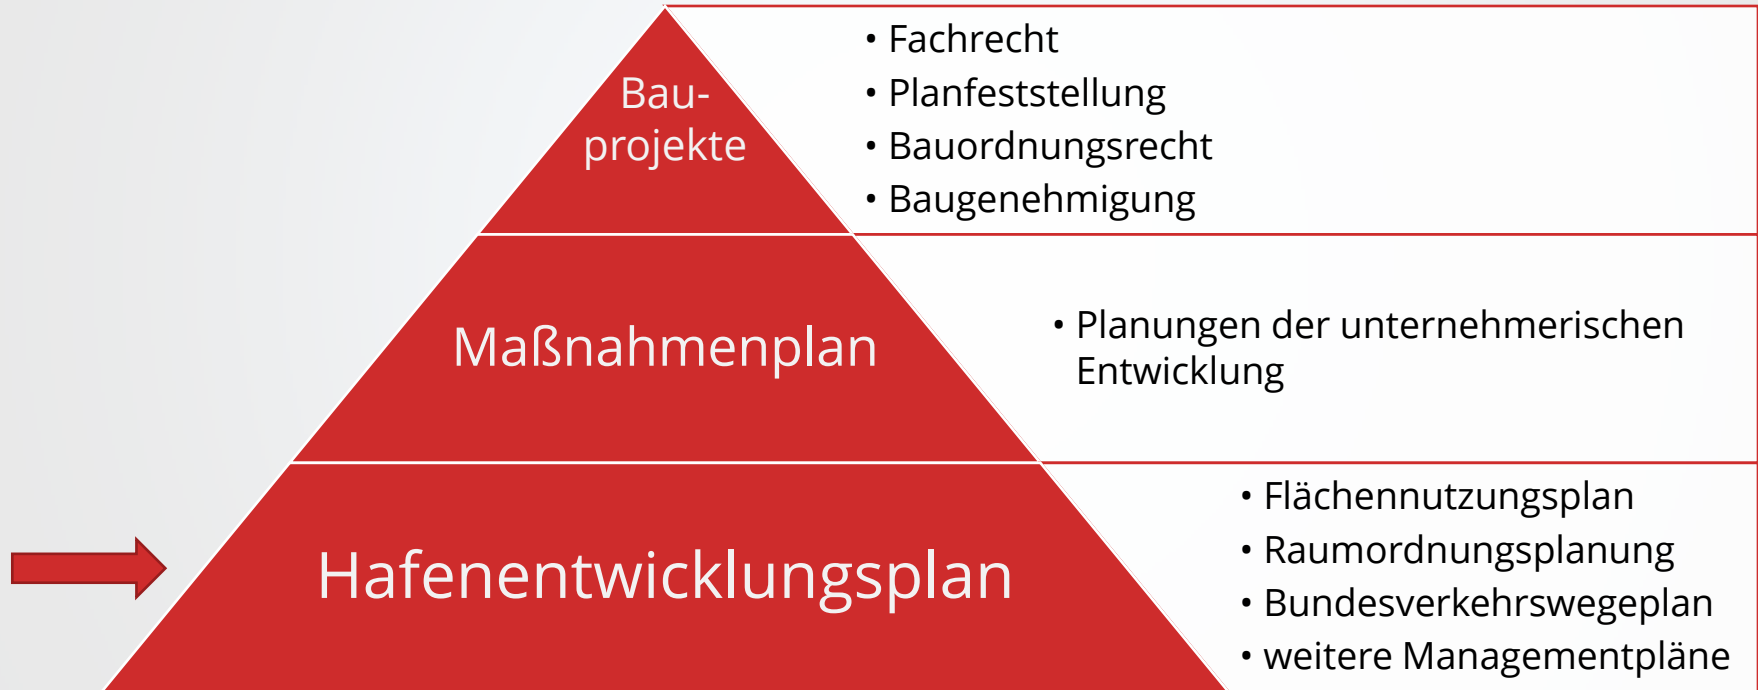 Bau-
projekte
• Fachrecht
• Planfeststellung
• Bauordnungsrecht
• Baugenehmigung
Maßnahmenplan
• Planungen der unternehmerischen
Entwicklung
Hafenentwicklungsplan
• Flächennutzungsplan
• Raumordnungsplanung
• Bundesverkehrswegeplan
• weitere Managementpläne